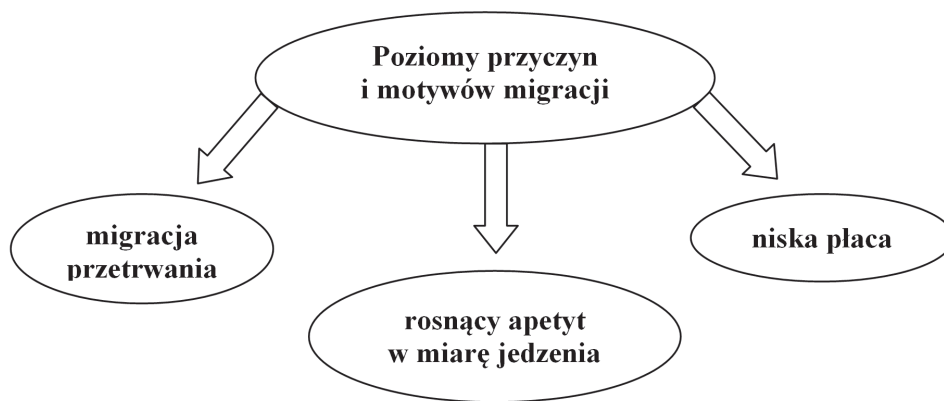 Poziomy przyczyn
i motywów migracji
migracja
przetrwania
niska płaca
rosnący apetyt
w miarę jedzenia